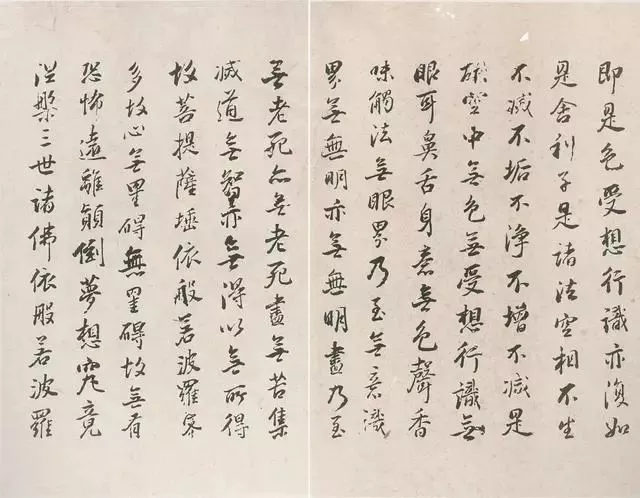 即是色受想行識亦復如
是舍利子是諸法空相不生
不滅不垢不淨不增不減是
故空中無色無受想行識無
眼耳鼻舌身意無色聲香
味觸法無眼界乃至無意識
界無無明亦無無明盡乃至
無老死亦無老死盡無苦集
滅道無智亦無得以無所得
故菩提薩埵依般若波羅蜜
多故心無罣碍無罣碍故無有
恐怖遠離顛倒夢想究竟
涅槃三世諸佛依般若波羅